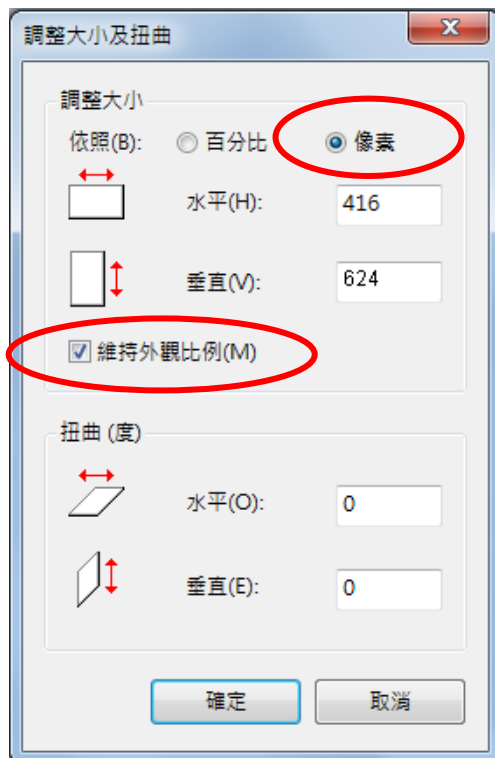 調整大小及扭曲
調整大小
依照(B): 百分比 像素
水平(H): 416
垂直(V): 624
維持外觀比例(M)
扭曲 (度)
水平(O): 0
垂直(E): 0
確定 取消